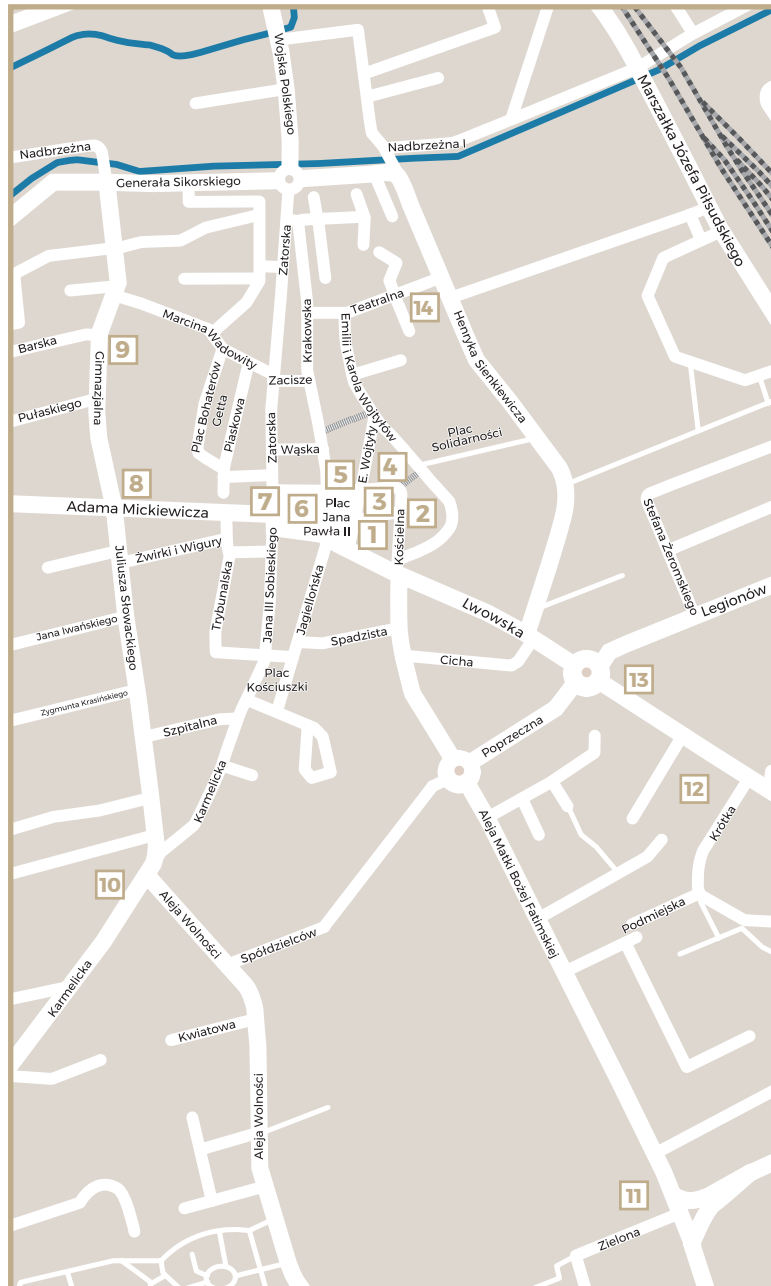 Wojska Polskiego
Marszałka Józefa Piłsudskiego
Nadbrzeżna
Nadbrzeżna I
Generała Sikorskiego
Zatorska
Teatralna
14
Marcina Wadowity
Krakowska
Emilii i Karola Wojtyłów
Henryka Sienkiewicza
Barska
9
Gimnazjalna
Zacisze
Pułaskiego
Plac Bohaterów
Getta
Piaskowa
Zatorska
Wąska
E. Wojtyły
Plac
Solidarności
8
5
4
Adama Mickiewicza
7
6
Plac
Jana
Pawła II
3
2
1
Kościelna
Stefana Żeromskiego
Żwirki i Wigury
Juliusza Słowackiego
Trybunalska
Jana III Sobieskiego
Jagiellońska
Lwowska
Legionów
Jana Iwańskiego
Spadzista
Cicha
Plac
Kościuszki
13
Zygmunta Krasińskiego
Szpitalna
Poprzeczna
Karmelicka
12
Krótka
Aleja Matki Bożej Fatimskiej
10
Aleja Wolności
Podmiejska
Spółdzielców
Karmelicka
Kwiatowa
Aleja Wolności
11
Zielona